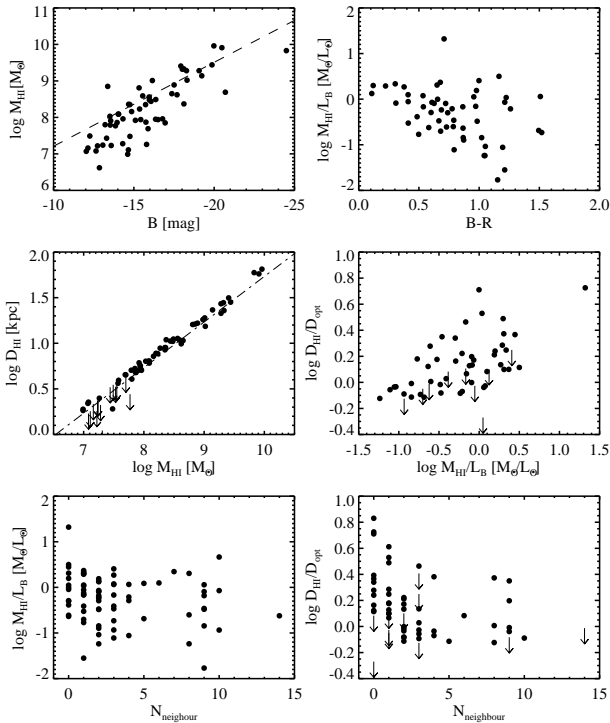 log M_HI[M_⊙]
11
10
9
8
7
6
-10 -15 -20 -25
B [mag]
log M_HI/L_B [M_⊙/L_⊙]
2
1
0
-1
-2
0.0 0.5 1.0 1.5 2.0
B-R
log D_HI [kpc]
2.0
1.5
1.0
0.5
0.0
7 8 9 10
log M_HI [M_⊙]
log D_HI/D_opt
1.0
0.8
0.6
0.4
0.2
0.0
-0.2
-0.4
-1.5 -1.0 -0.5 0.0 0.5 1.0 1.5
log M_HI/L_B [M_⊙/L_⊙]
log M_HI/L_B [M_⊙/L_⊙]
2
1
0
-1
-2
0 5 10 15
N_neighour
log D_HI/D_opt
1.0
0.8
0.6
0.4
0.2
0.0
-0.2
-0.4
0 5 10 15
N_neighbour